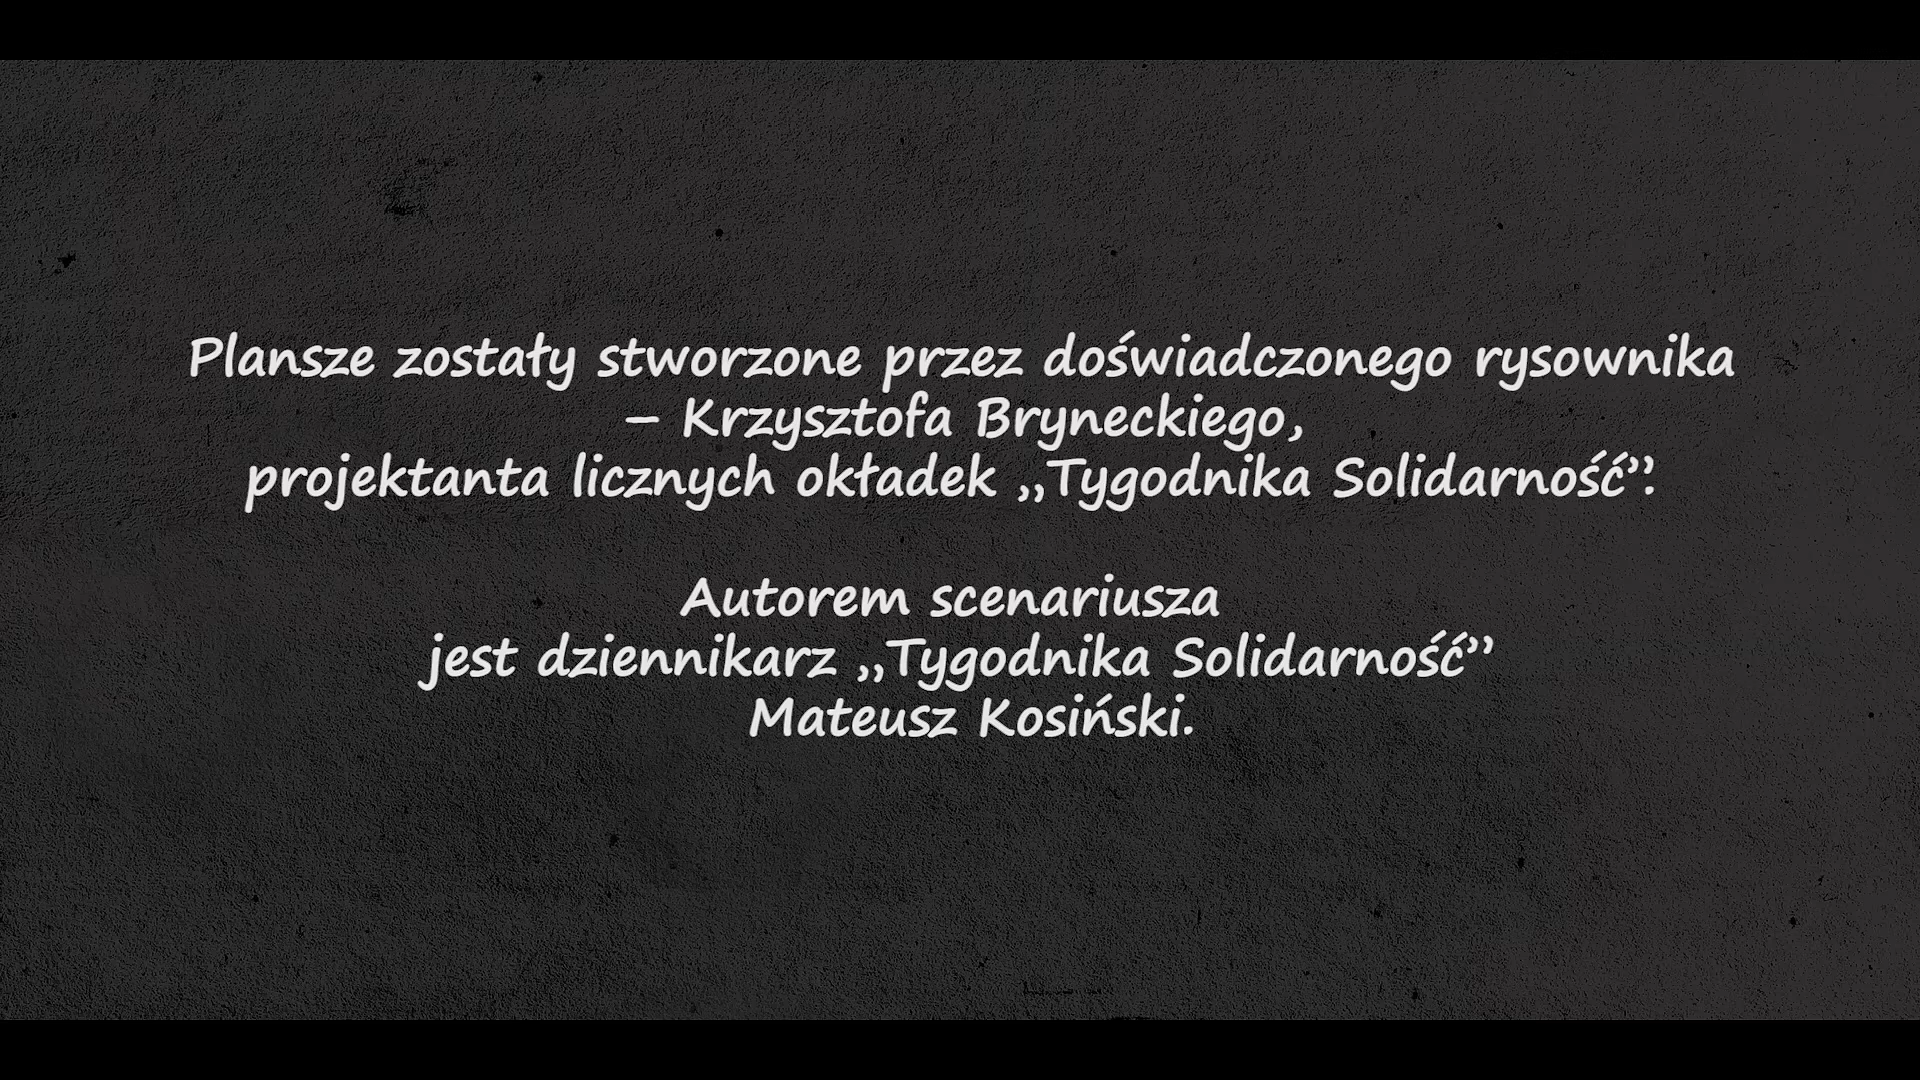 Plansze zostały stworzone przez doświadczonego rysownika
– Krzysztofa Bryneckiego,
projektanta licznych okładek „Tygodnika Solidarność”.
Autorem scenariusza
jest dziennikarz „Tygodnika Solidarność”
Mateusz Kosiński.